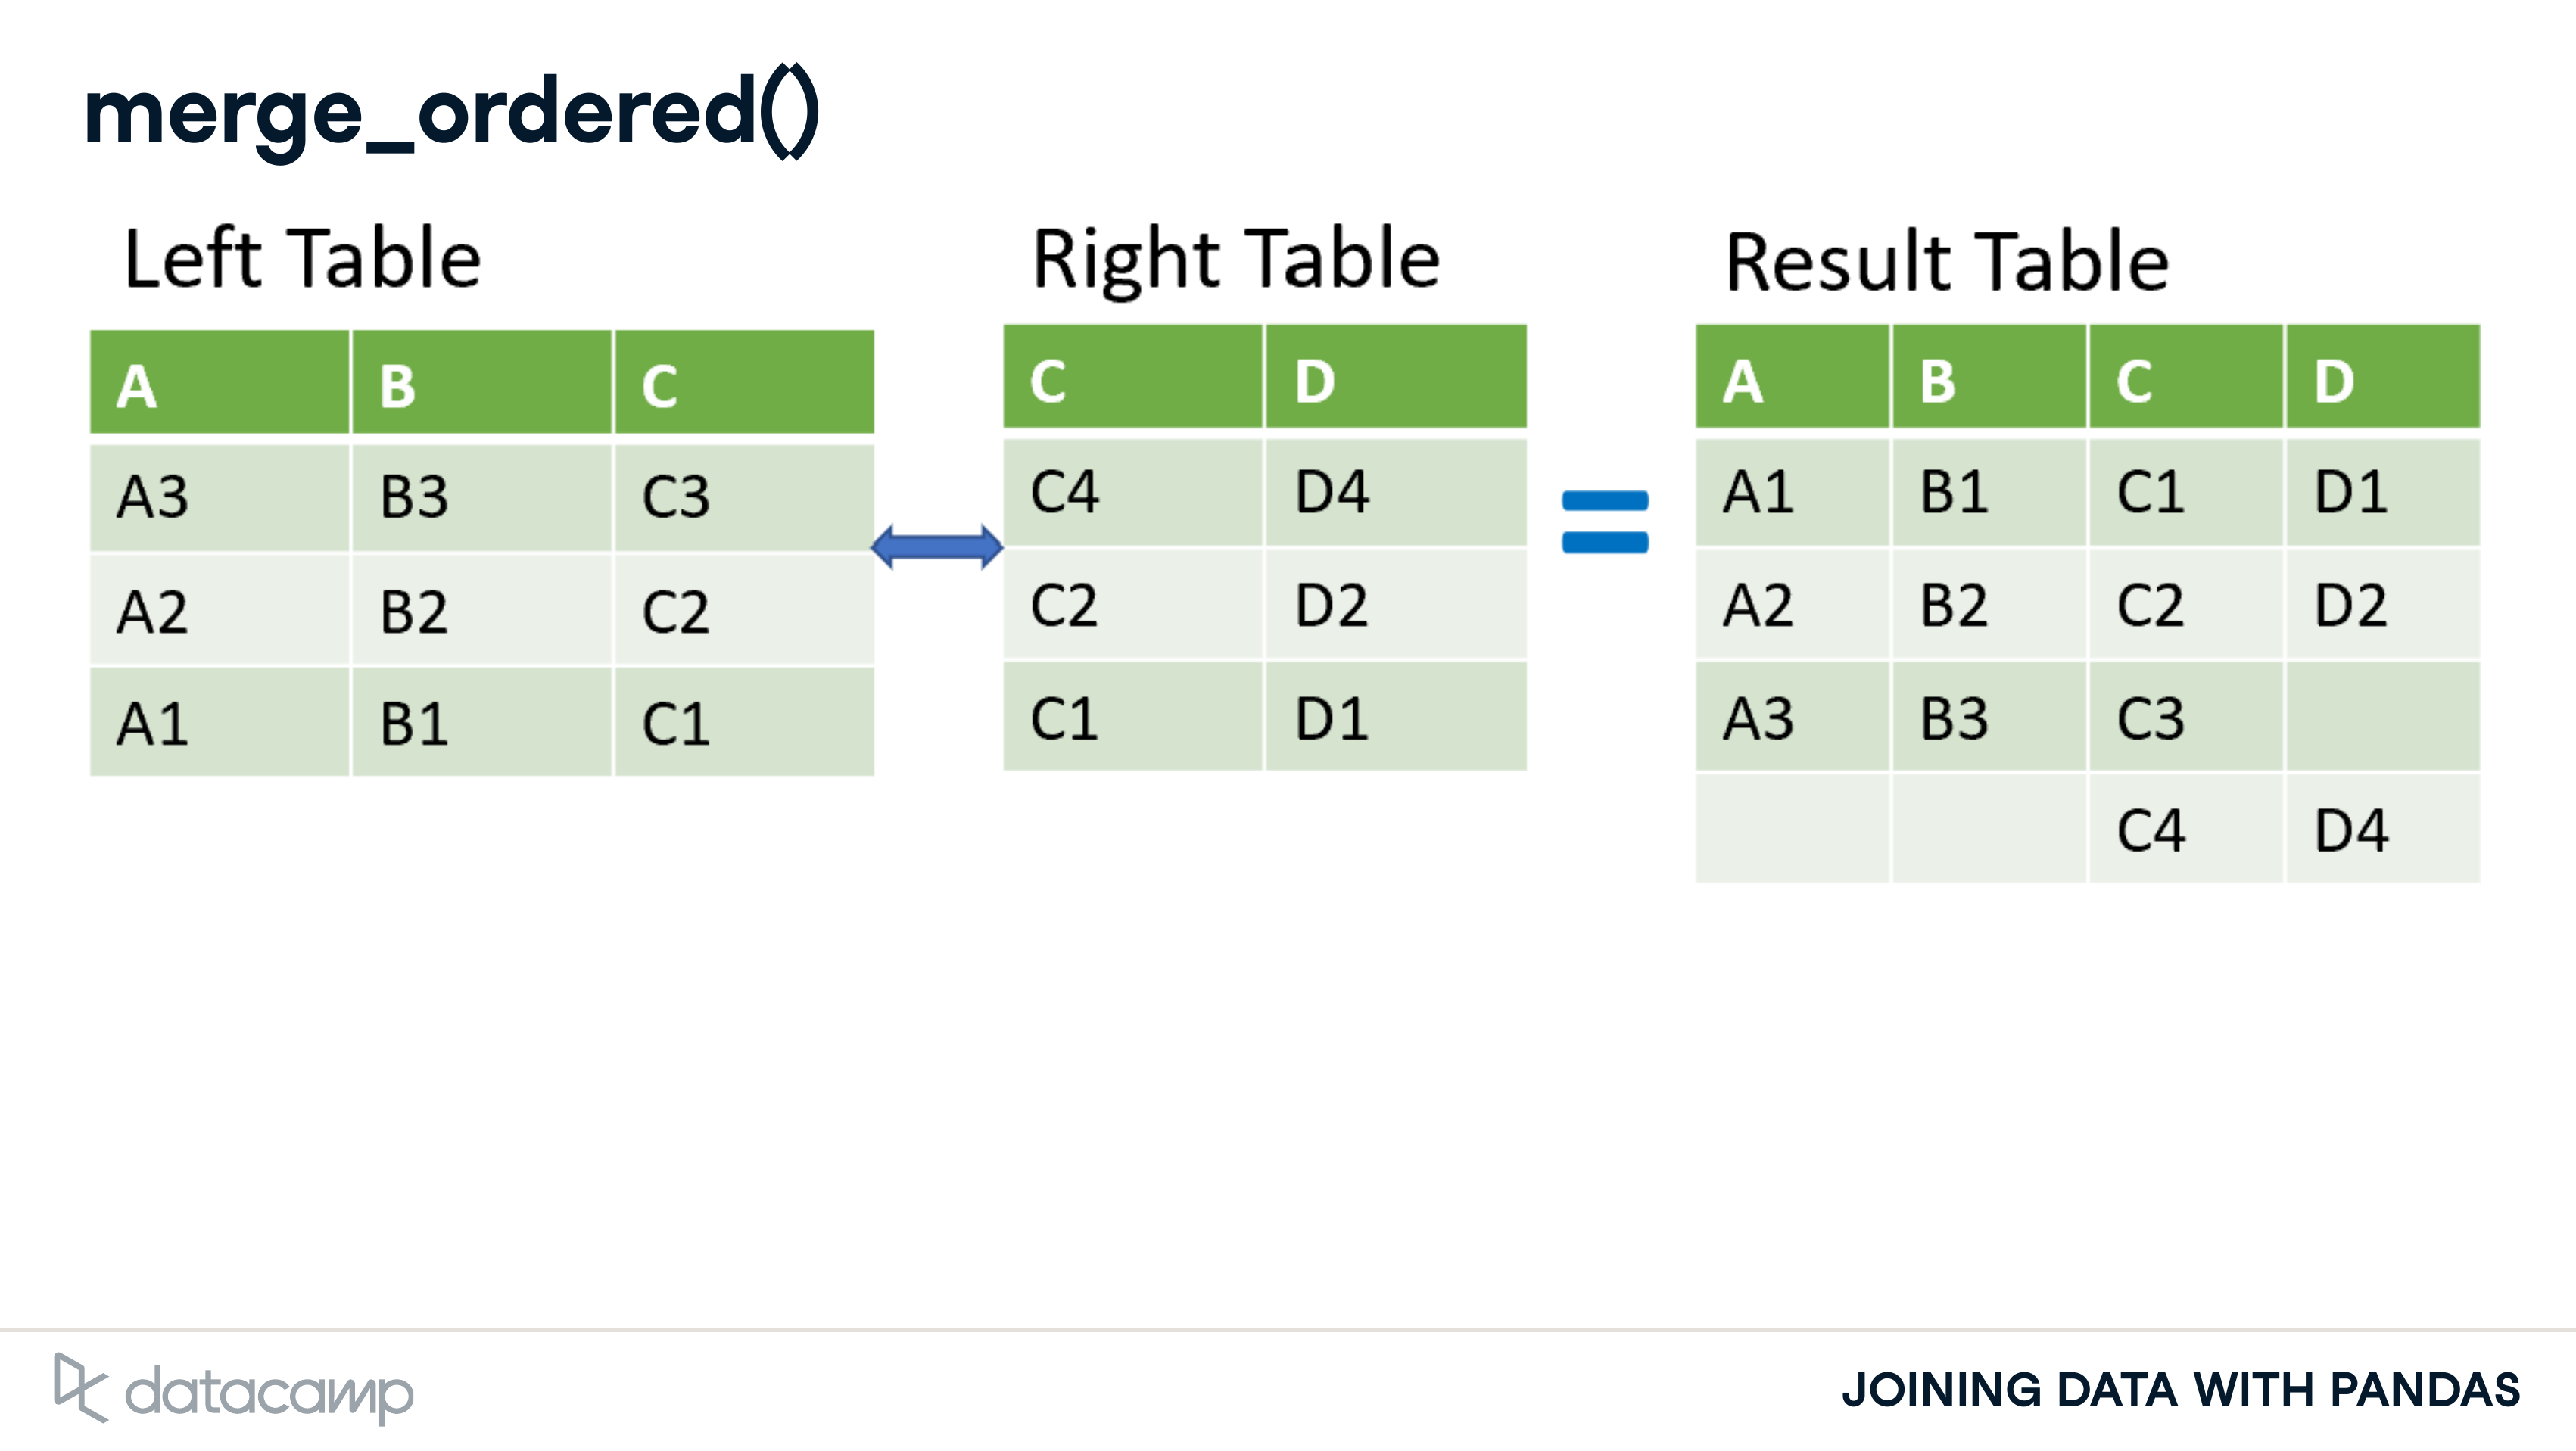 merge_ordered()
Left Table
A B C
A3 B3 C3
A2 B2 C2
A1 B1 C1
Right Table
C D
C4 D4
C2 D2
C1 D1
=
Result Table
A B C D
A1 B1 C1 D1
A2 B2 C2 D2
A3 B3 C3
C4 D4
datacamp
JOINING DATA WITH PANDAS